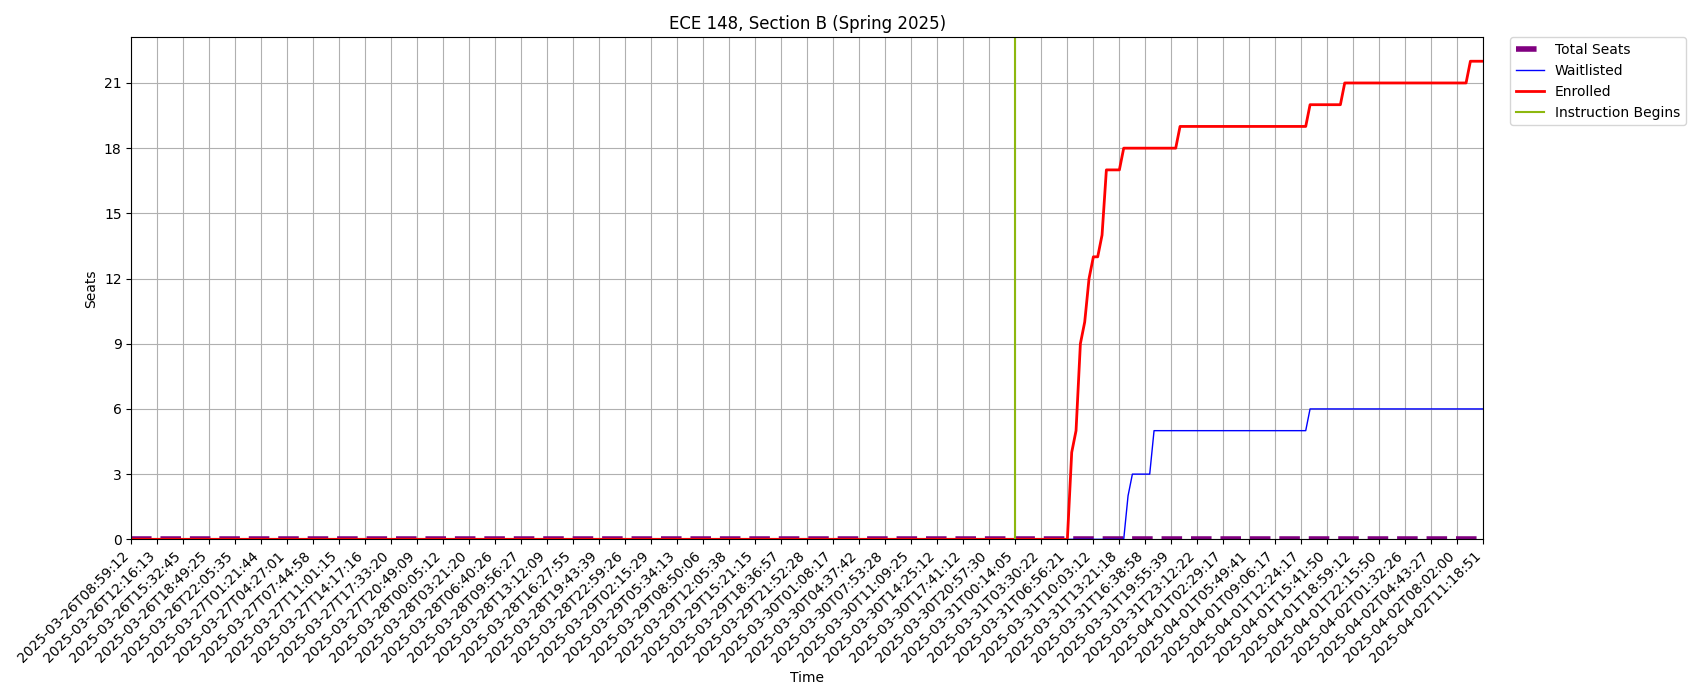 ECE 148, Section B (Spring 2025)
Total Seats
Waitlisted
Enrolled
Instruction Begins
Seats
21
18
15
12
9
6
3
0
2025-03-26T08:59:12
2025-03-26T12:16:13
2025-03-26T15:32:45
2025-03-26T18:49:25
2025-03-26T22:05:35
2025-03-27T01:21:44
2025-03-27T04:27:01
2025-03-27T07:44:58
2025-03-27T11:01:15
2025-03-27T14:17:16
2025-03-27T17:33:20
2025-03-27T20:49:09
2025-03-28T00:05:12
2025-03-28T03:21:20
2025-03-28T06:40:26
2025-03-28T09:56:27
2025-03-28T13:12:09
2025-03-28T16:27:55
2025-03-28T19:43:39
2025-03-28T22:59:26
2025-03-29T02:15:29
2025-03-29T05:34:13
2025-03-29T08:50:06
2025-03-29T12:05:38
2025-03-29T15:21:15
2025-03-29T18:36:57
2025-03-29T21:52:28
2025-03-30T01:08:17
2025-03-30T04:37:42
2025-03-30T07:53:28
2025-03-30T11:09:25
2025-03-30T14:25:12
2025-03-30T17:41:12
2025-03-30T20:57:30
2025-03-31T00:14:05
2025-03-31T03:30:22
2025-03-31T06:56:21
2025-03-31T10:03:12
2025-03-31T13:21:18
2025-03-31T16:38:58
2025-03-31T19:55:39
2025-03-31T23:12:22
2025-04-01T02:29:17
2025-04-01T05:49:41
2025-04-01T09:06:17
2025-04-01T12:24:17
2025-04-01T15:41:50
2025-04-01T18:59:12
2025-04-01T22:15:50
2025-04-02T01:32:26
2025-04-02T04:43:27
2025-04-02T08:02:00
2025-04-02T11:18:51
Time